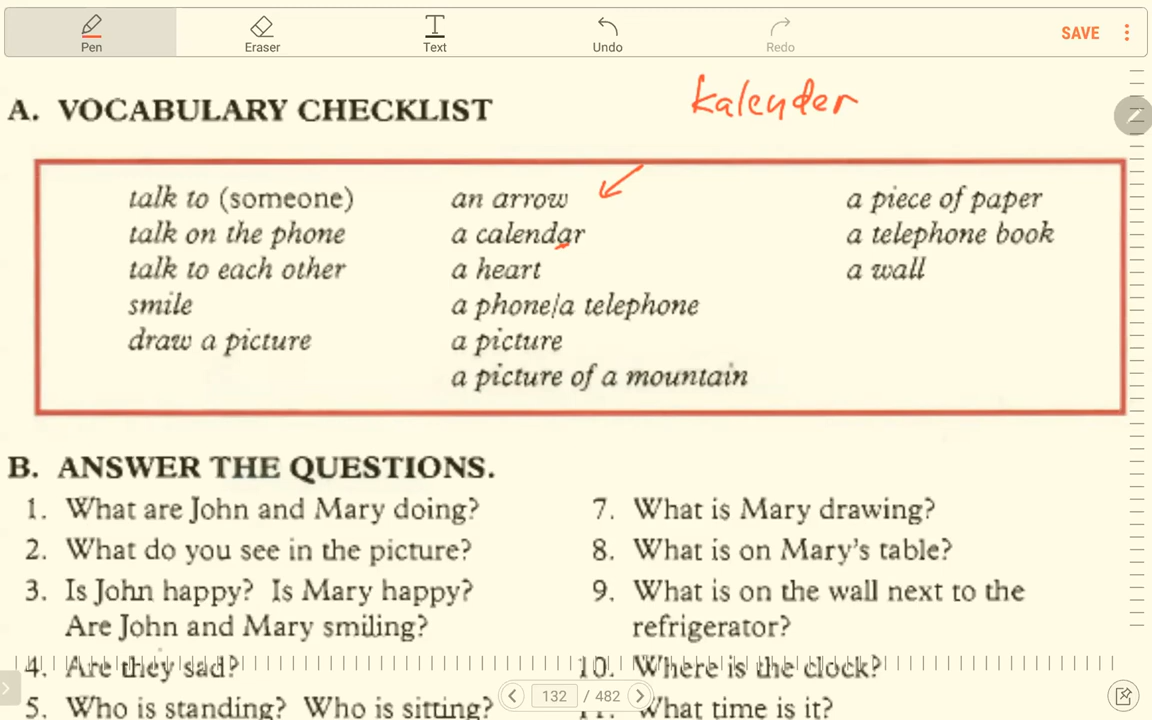 Pen
Eraser
Text
Undo
Redo
SAVE
A. VOCABULARY CHECKLIST
kalender
talk to (someone)
talk on the phone
talk to each other
smile
draw a picture
an arrow
a calendar
a heart
a phone/a telephone
a picture
a picture of a mountain
a piece of paper
a telephone book
a wall
B. ANSWER THE QUESTIONS.
1. What are John and Mary doing?
2. What do you see in the picture?
3. Is John happy? Is Mary happy?
Are John and Mary smiling?
4. Are they sad?
5. Who is standing? Who is sitting?
7. What is Mary drawing?
8. What is on Mary's table?
9. What is on the wall next to the
refrigerator?
10. Where is the clock?
11. What time is it?
132 / 482